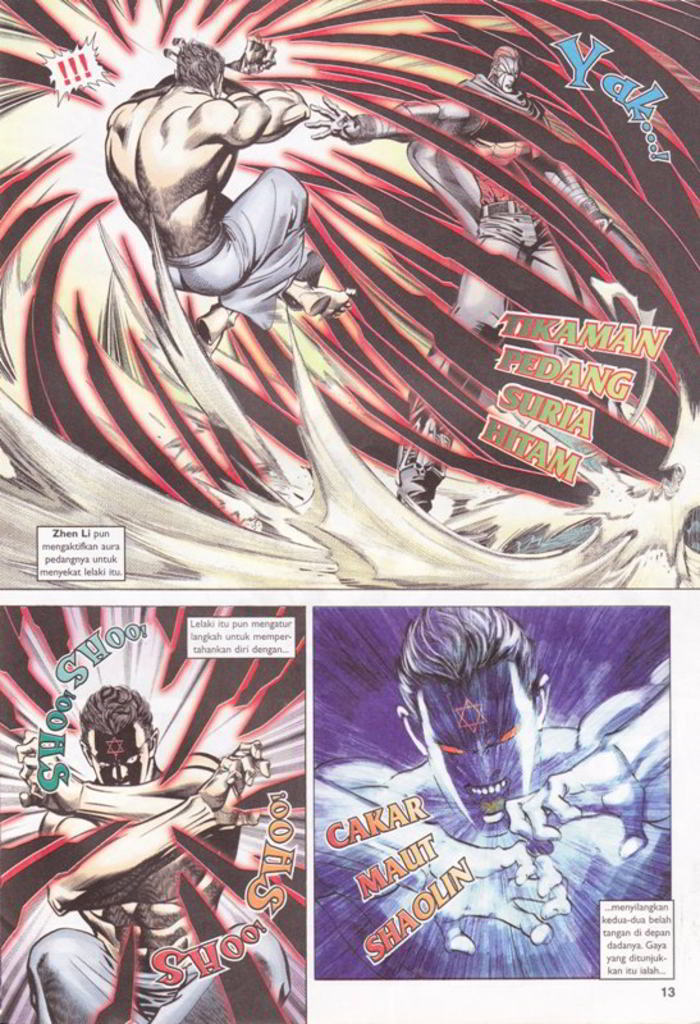 !!!
Yak...!
TIKAMAN
PEDANG
SURIA
HITAM
Zhen Li pun
mengaktifkan aura
pedangnya untuk
menyekat lelaki itu.
Lelaki itu pun mengatur
langkah untuk memper-
tahankan diri dengan...
SHOO!
SHOO!
SHOO!
SHOO!
CAKAR
MAUT
SHAOLIN
...menyilangkan
kedua-dua belah
tangan di depan
dadanya. Gaya
yang ditunjuk-
kan itu ialah...
13